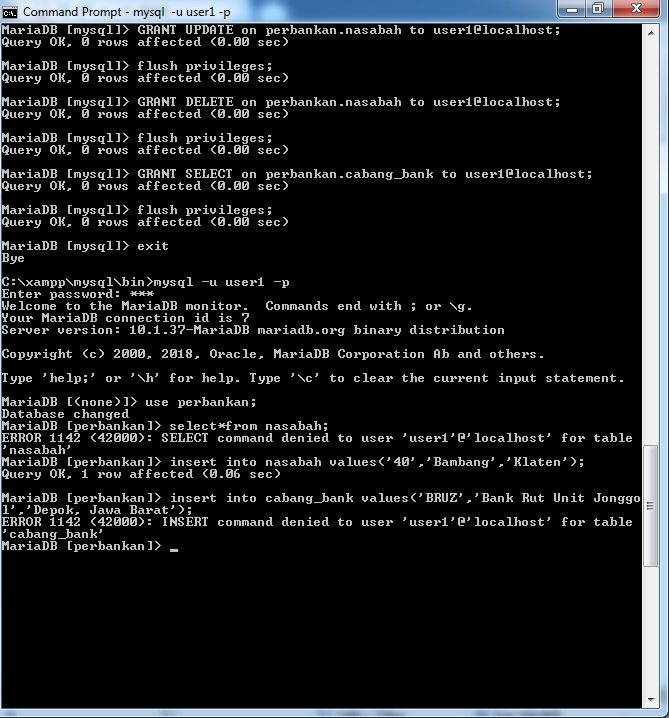 Command Prompt - mysql -u user1 -p
MariaDB [mysql]> GRANT UPDATE on perbankan.nasabah to user1@localhost;
Query OK, 0 rows affected (0.00 sec)
MariaDB [mysql]> flush privileges;
Query OK, 0 rows affected (0.00 sec)
MariaDB [mysql]> GRANT DELETE on perbankan.nasabah to user1@localhost;
Query OK, 0 rows affected (0.00 sec)
MariaDB [mysql]> flush privileges;
Query OK, 0 rows affected (0.00 sec)
MariaDB [mysql]> GRANT SELECT on perbankan.cabang_bank to user1@localhost;
Query OK, 0 rows affected (0.00 sec)
MariaDB [mysql]> flush privileges;
Query OK, 0 rows affected (0.00 sec)
MariaDB [mysql]> exit
Bye
C:\xampp\mysql\bin>mysql -u user1 -p
Enter password: ***
Welcome to the MariaDB monitor.  Commands end with ; or \g.
Your MariaDB connection id is 7
Server version: 10.1.37-MariaDB mariadb.org binary distribution
Copyright (c) 2000, 2018, Oracle, MariaDB Corporation Ab and others.
Type 'help;' or '\h' for help. Type '\c' to clear the current input statement.
MariaDB [(none)]> use perbankan;
Database changed
MariaDB [perbankan]> select*from nasabah;
ERROR 1142 (42000): SELECT command denied to user 'user1'@'localhost' for table
'nasabah'
MariaDB [perbankan]> insert into nasabah values('40','Bambang','Klaten');
Query OK, 1 row affected (0.06 sec)
MariaDB [perbankan]> insert into cabang_bank values('BRUZ','Bank Rut Unit Jonggo
l','Depok, Jawa Barat');
ERROR 1142 (42000): INSERT command denied to user 'user1'@'localhost' for table
'cabang_bank'
MariaDB [perbankan]> _